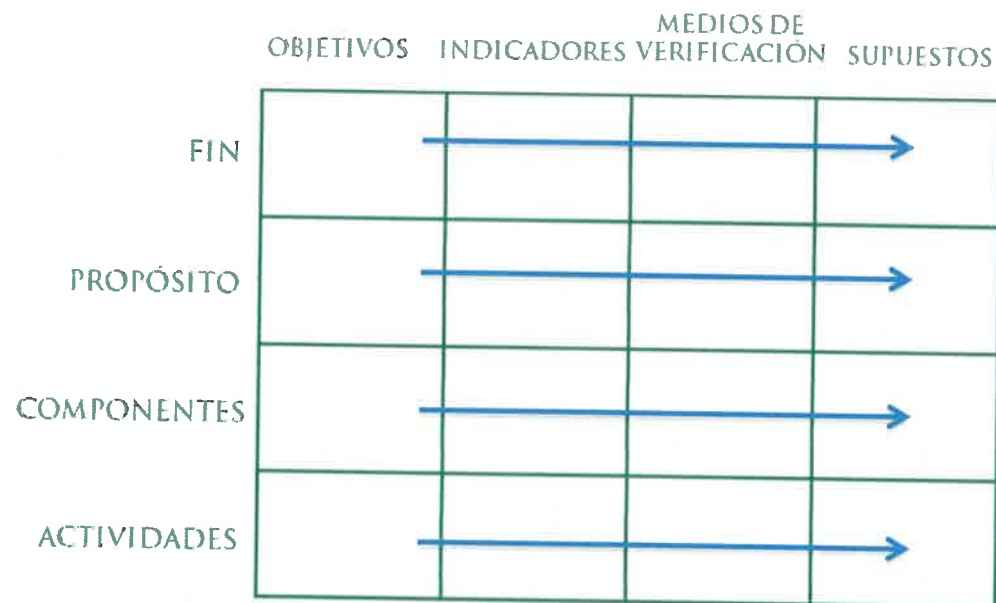 OBJETIVOS INDICADORES MEDIOS DE VERIFICACIÓN SUPUESTOS
FIN
PROPÓSITO
COMPONENTES
ACTIVIDADES